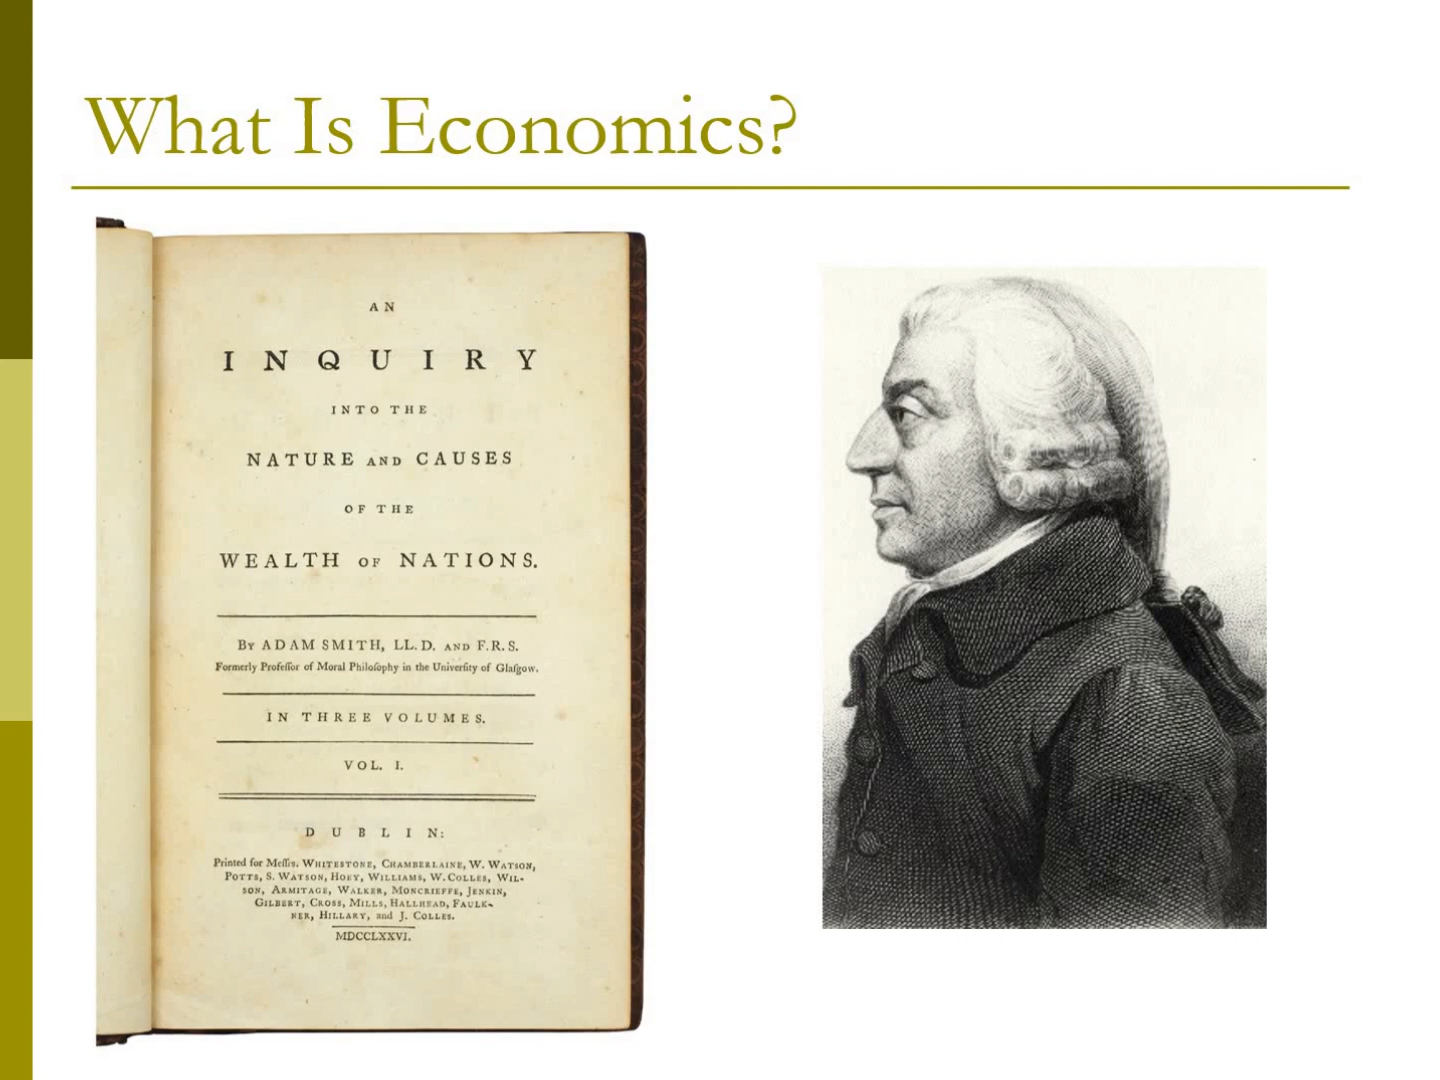 What Is Economics?
AN
INQUIRY
INTO THE
NATURE AND CAUSES
OF THE
WEALTH OF NATIONS.
By ADAM SMITH, LL. D. AND F. R. S.
Formerly Profeſſor of Moral Philoſophy in the Univerſity of Glaſgow.
IN THREE VOLUMES.
VOL. I.
DUBLIN:
Printed for Meſſrs. WHITESTONE, CHAMBERLAINE, W. WATSON,
POTTS, S. WATSON, HOEY, WILLIAMS, W. COLLES, WIL-
SON, ARMITAGE, WALKER, MONCRIEFFE, JENKIN,
GILBERT, CROSS, MILLS, HALLHEAD, FAULK-
NER, HILLARY, and J. COLLES.
MDCCLXXVI.